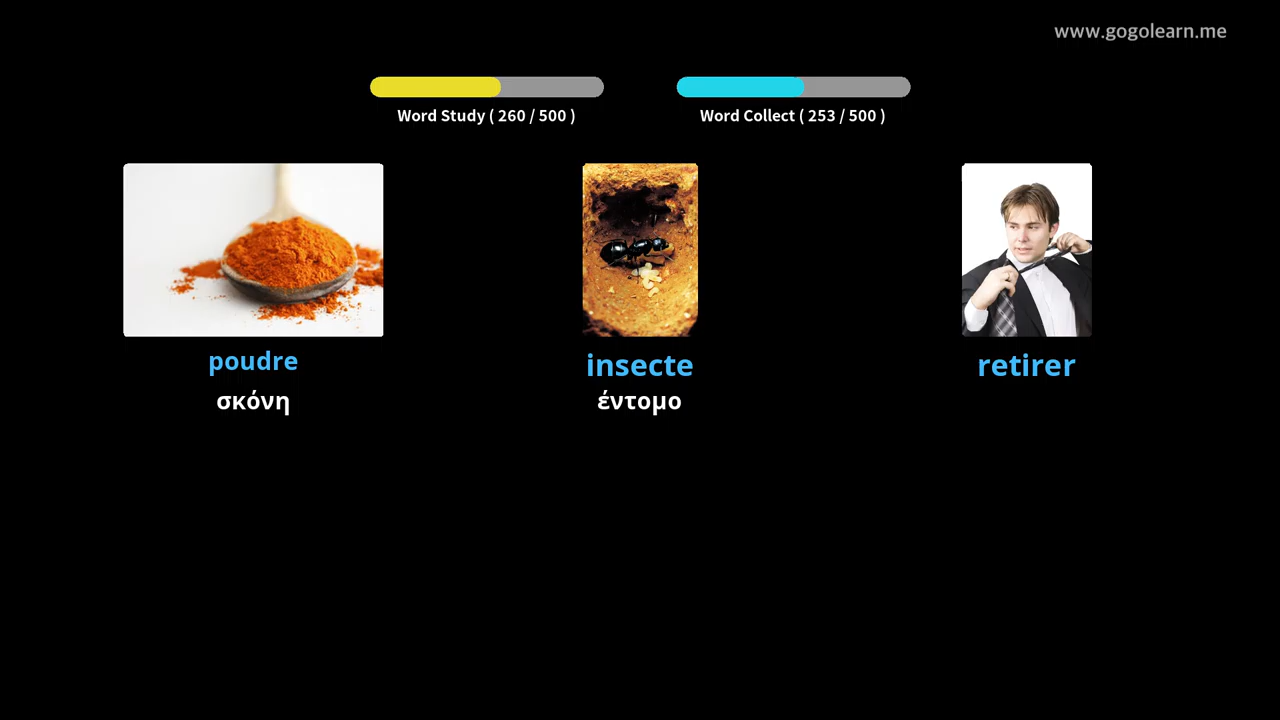 www.gogolearn.me
Word Study ( 260 / 500 )
Word Collect ( 253 / 500 )
poudre
insecte
retirer
σκόνη
έντομο